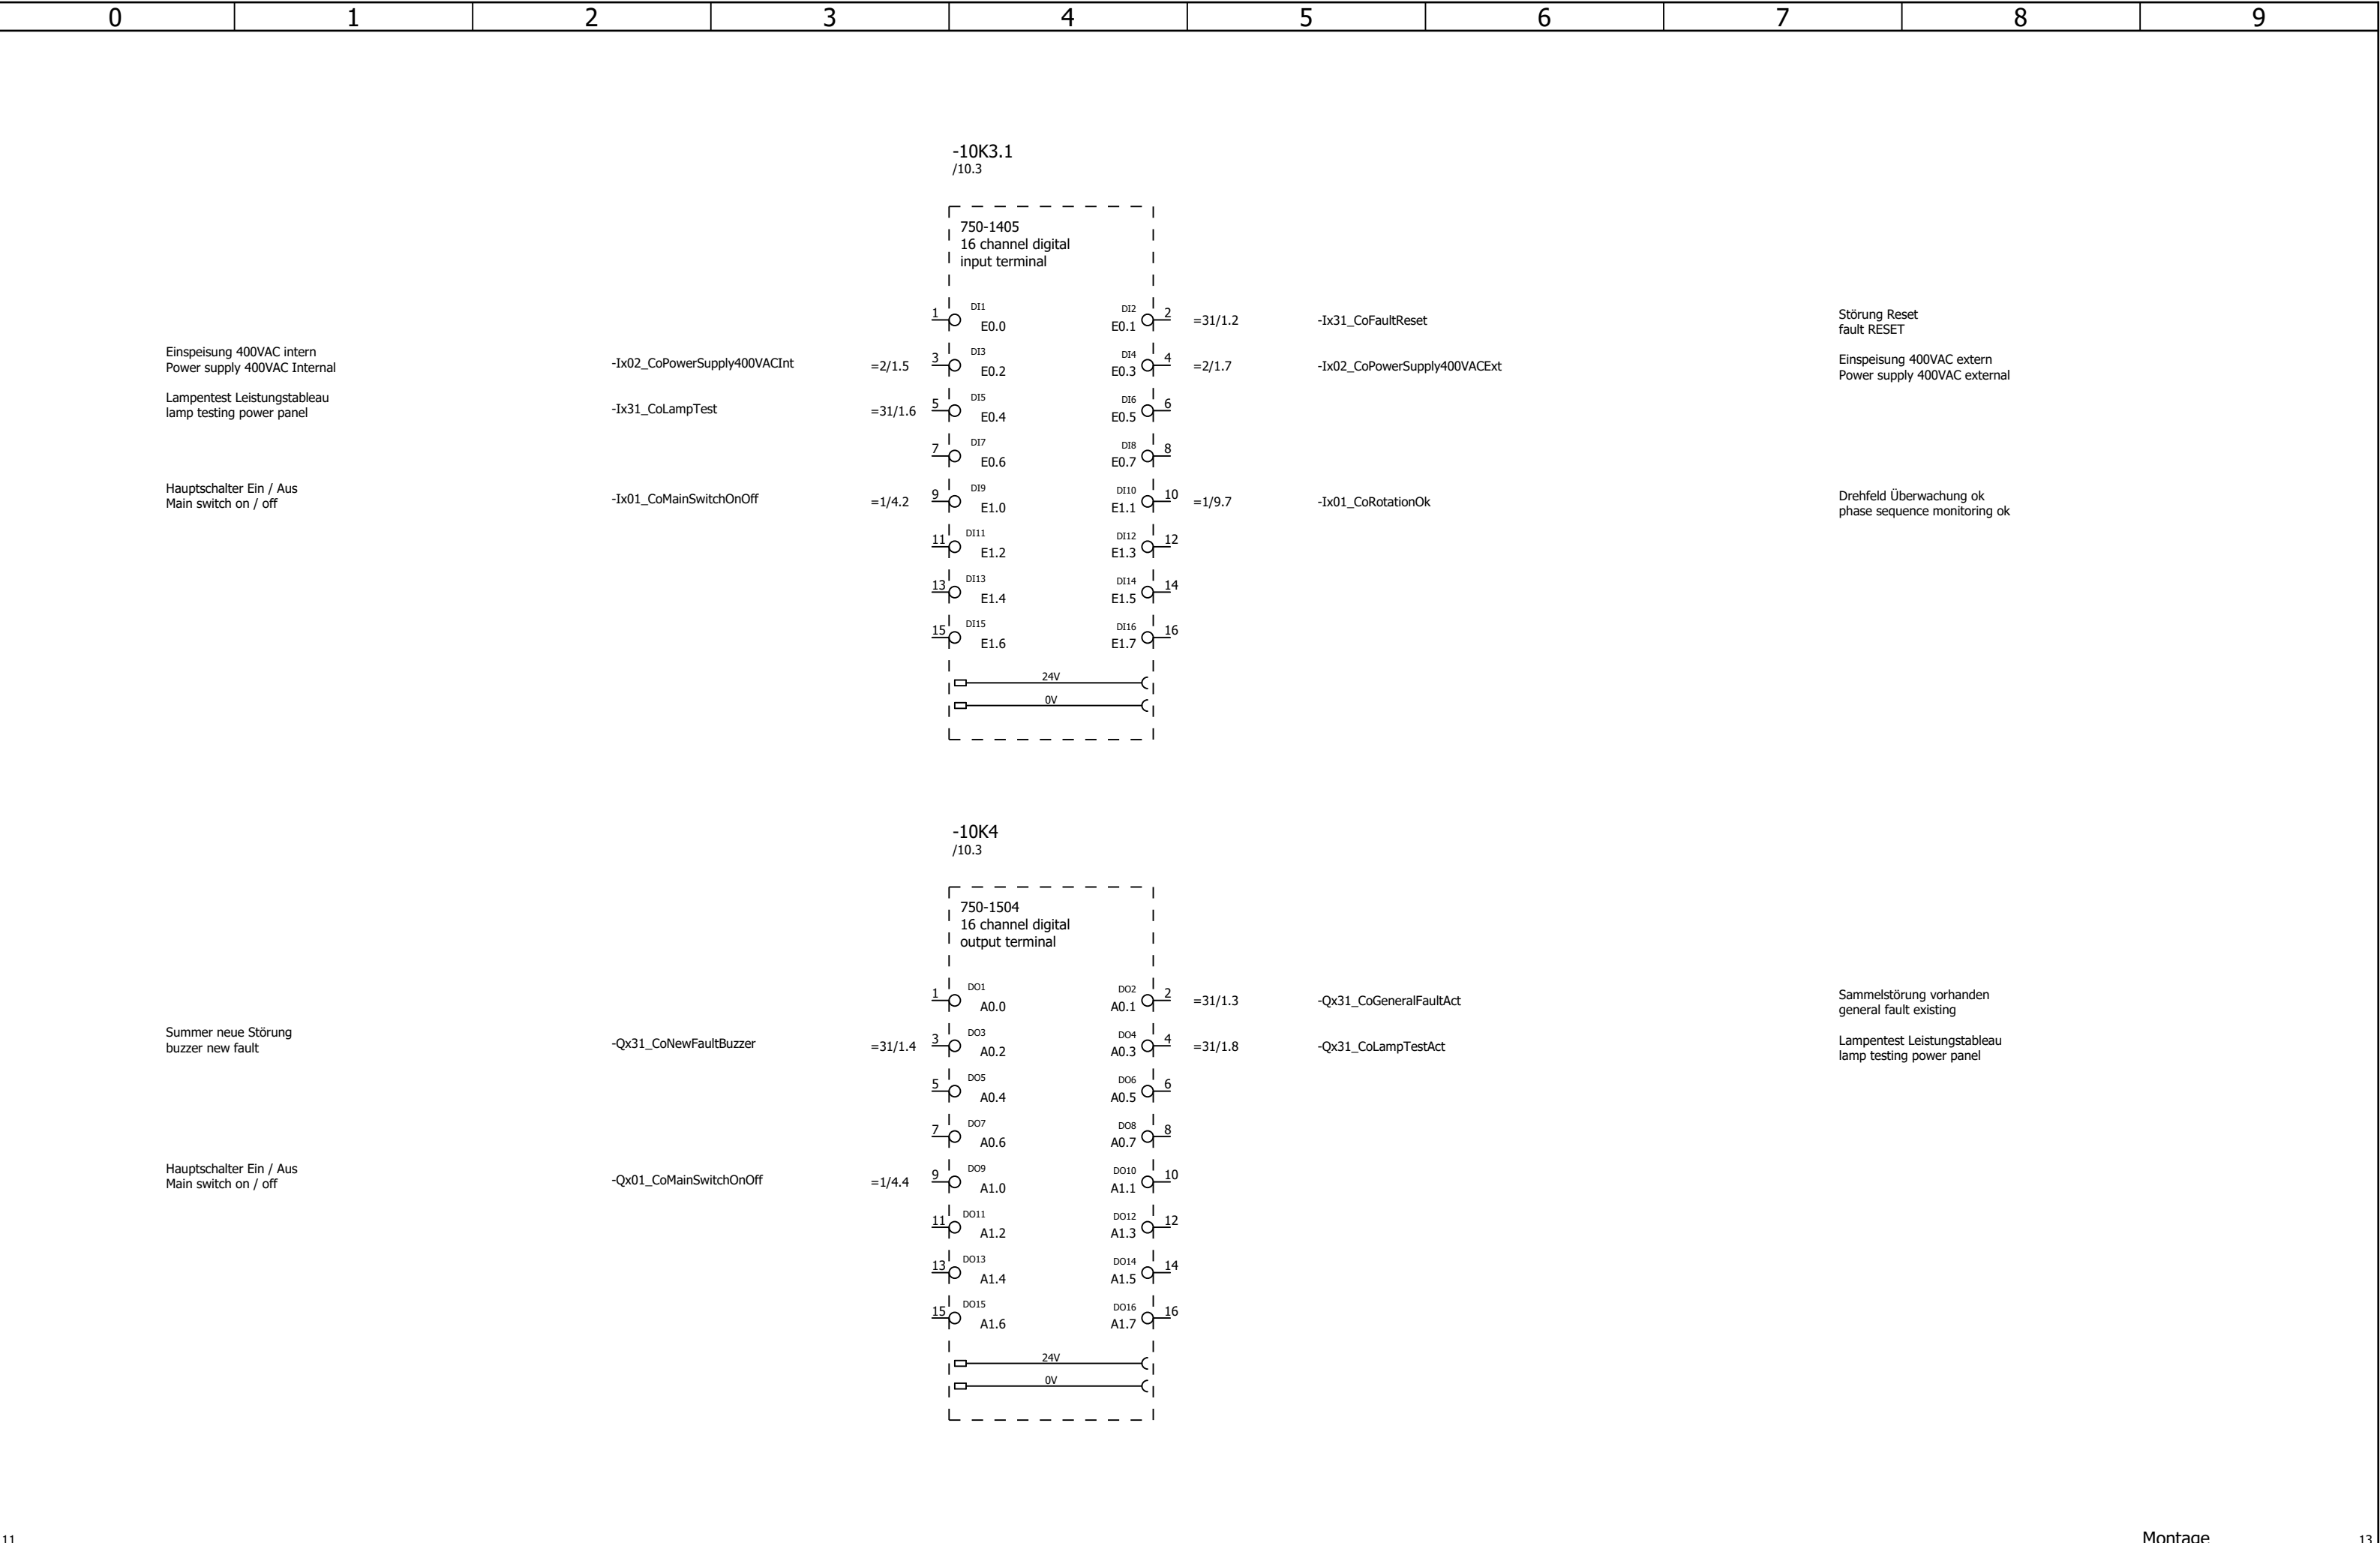 0 1 2 3 4 5 6 7 8 9
-10K3.1
/10.3
750-1405
16 channel digital
input terminal
1 DI1 E0.0
DI2 E0.1 2 =31/1.2 -Ix31_CoFaultReset
Störung Reset
fault RESET
Einspeisung 400VAC intern
Power supply 400VAC Internal
-Ix02_CoPowerSupply400VACInt =2/1.5 3 DI3 E0.2
DI4 E0.3 4 =2/1.7 -Ix02_CoPowerSupply400VACExt
Einspeisung 400VAC extern
Power supply 400VAC external
Lampentest Leistungstableau
lamp testing power panel
-Ix31_CoLampTest =31/1.6 5 DI5 E0.4
DI6 E0.5 6
7 DI7 E0.6
DI8 E0.7 8
Hauptschalter Ein / Aus
Main switch on / off
-Ix01_CoMainSwitchOnOff =1/4.2 9 DI9 E1.0
DI10 E1.1 10 =1/9.7 -Ix01_CoRotationOk
Drehfeld Überwachung ok
phase sequence monitoring ok
11 DI11 E1.2
DI12 E1.3 12
13 DI13 E1.4
DI14 E1.5 14
15 DI15 E1.6
DI16 E1.7 16
24V
0V
-10K4
/10.3
750-1504
16 channel digital
output terminal
1 DO1 A0.0
DO2 A0.1 2 =31/1.3 -Qx31_CoGeneralFaultAct
Sammelstörung vorhanden
general fault existing
Summer neue Störung
buzzer new fault
-Qx31_CoNewFaultBuzzer =31/1.4 3 DO3 A0.2
DO4 A0.3 4 =31/1.8 -Qx31_CoLampTestAct
Lampentest Leistungstableau
lamp testing power panel
5 DO5 A0.4
DO6 A0.5 6
7 DO7 A0.6
DO8 A0.7 8
Hauptschalter Ein / Aus
Main switch on / off
-Qx01_CoMainSwitchOnOff =1/4.4 9 DO9 A1.0
DO10 A1.1 10
11 DO11 A1.2
DO12 A1.3 12
13 DO13 A1.4
DO14 A1.5 14
15 DO15 A1.6
DO16 A1.7 16
24V
0V
11 Montage 13